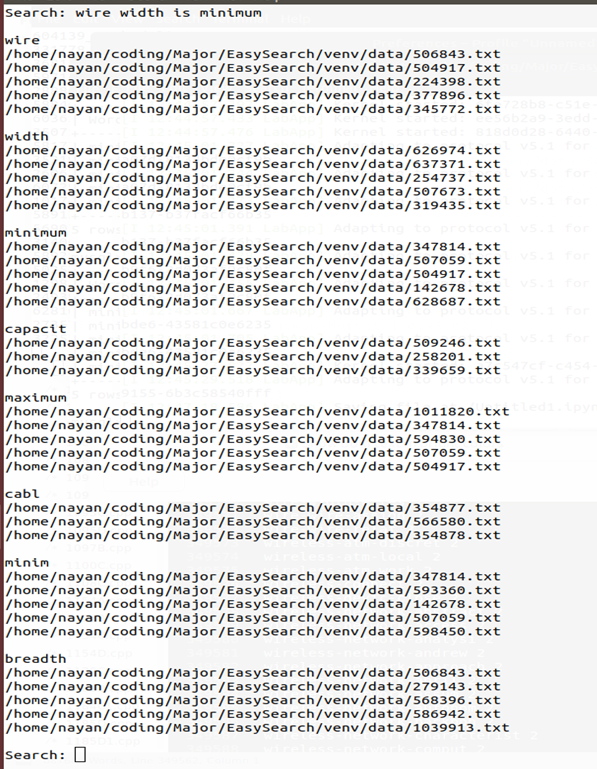 Search: wire width is minimum
wire
/home/nayan/coding/Major/EasySearch/venv/data/506843.txt
/home/nayan/coding/Major/EasySearch/venv/data/504917.txt
/home/nayan/coding/Major/EasySearch/venv/data/224398.txt
/home/nayan/coding/Major/EasySearch/venv/data/377896.txt
/home/nayan/coding/Major/EasySearch/venv/data/345772.txt
width
/home/nayan/coding/Major/EasySearch/venv/data/626974.txt
/home/nayan/coding/Major/EasySearch/venv/data/637371.txt
/home/nayan/coding/Major/EasySearch/venv/data/254737.txt
/home/nayan/coding/Major/EasySearch/venv/data/507673.txt
/home/nayan/coding/Major/EasySearch/venv/data/319435.txt
minimum
/home/nayan/coding/Major/EasySearch/venv/data/347814.txt
/home/nayan/coding/Major/EasySearch/venv/data/507059.txt
/home/nayan/coding/Major/EasySearch/venv/data/504917.txt
/home/nayan/coding/Major/EasySearch/venv/data/142678.txt
/home/nayan/coding/Major/EasySearch/venv/data/628687.txt
capacit
/home/nayan/coding/Major/EasySearch/venv/data/509246.txt
/home/nayan/coding/Major/EasySearch/venv/data/258201.txt
/home/nayan/coding/Major/EasySearch/venv/data/339659.txt
maximum
/home/nayan/coding/Major/EasySearch/venv/data/1011820.txt
/home/nayan/coding/Major/EasySearch/venv/data/347814.txt
/home/nayan/coding/Major/EasySearch/venv/data/594830.txt
/home/nayan/coding/Major/EasySearch/venv/data/507059.txt
/home/nayan/coding/Major/EasySearch/venv/data/504917.txt
cabl
/home/nayan/coding/Major/EasySearch/venv/data/354877.txt
/home/nayan/coding/Major/EasySearch/venv/data/566580.txt
/home/nayan/coding/Major/EasySearch/venv/data/354878.txt
minim
/home/nayan/coding/Major/EasySearch/venv/data/347814.txt
/home/nayan/coding/Major/EasySearch/venv/data/593360.txt
/home/nayan/coding/Major/EasySearch/venv/data/142678.txt
/home/nayan/coding/Major/EasySearch/venv/data/507059.txt
/home/nayan/coding/Major/EasySearch/venv/data/598450.txt
breadth
/home/nayan/coding/Major/EasySearch/venv/data/506843.txt
/home/nayan/coding/Major/EasySearch/venv/data/279143.txt
/home/nayan/coding/Major/EasySearch/venv/data/568396.txt
/home/nayan/coding/Major/EasySearch/venv/data/586942.txt
/home/nayan/coding/Major/EasySearch/venv/data/1039913.txt
Search: